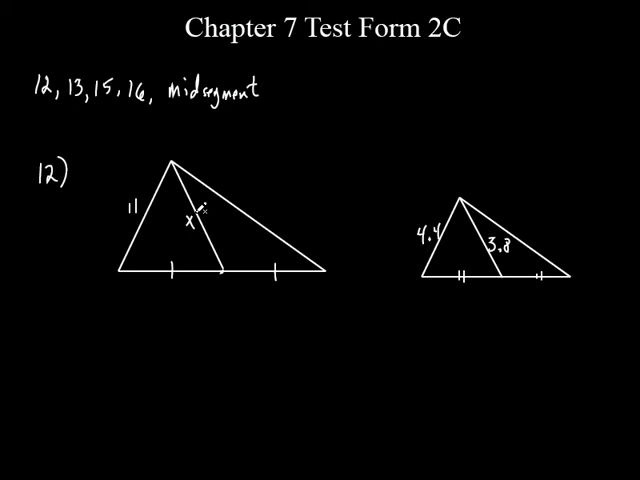 Chapter 7 Test Form 2C
12, 13, 15, 16, midsegment
12)
11
x
4.4
3.8